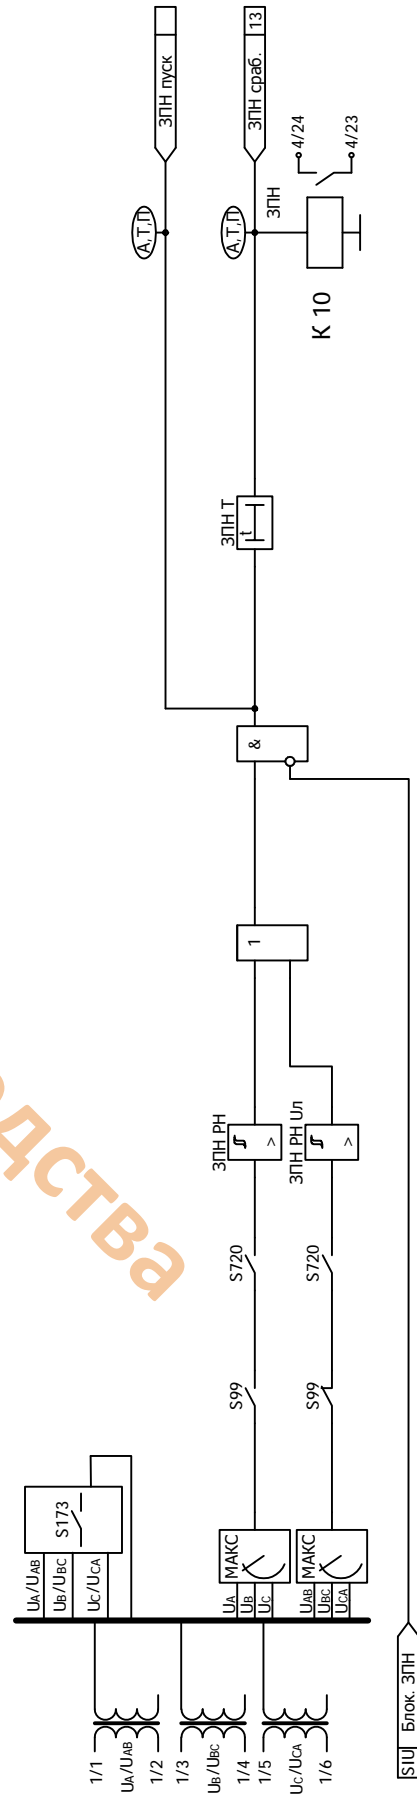 ЗПН пуск
ЗПН сраб. 13
А,Т,П
А,Т,П
ЗПН
4/24
4/23
К 10
ЗПН Т
t
&
1
ЗПН РН
>
ЗПН РН Uл
>
S720
S720
S99
S99
S173
UA/UAB
UB/UBC
UC/UCA
МАКС
UA
UB
UC
МАКС
UAB
UBC
UCA
1/1
UA/UAB
1/2
1/3
UB/UBC
1/4
1/5
UC/UCA
1/6
SIU Блок. ЗПН
дства